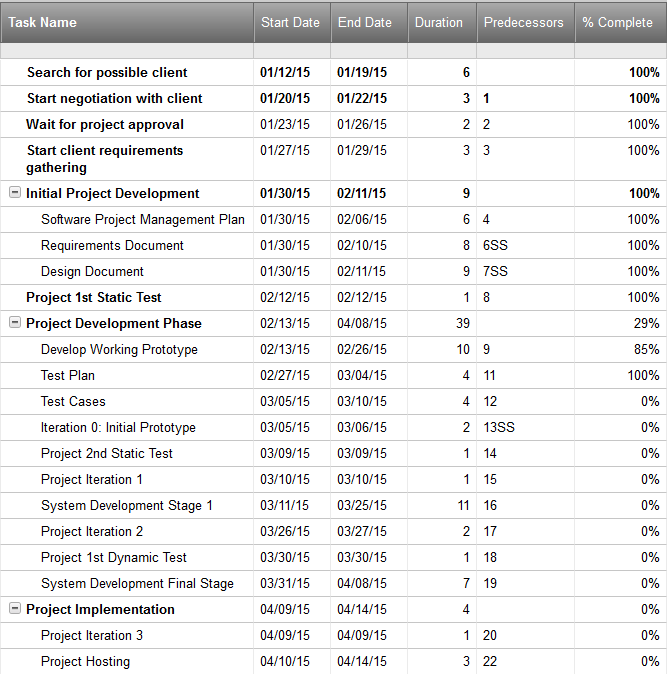 Task Name Start Date End Date Duration Predecessors % Complete
Search for possible client 01/12/15 01/19/15 6 100%
Start negotiation with client 01/20/15 01/22/15 3 1 100%
Wait for project approval 01/23/15 01/26/15 2 2 100%
Start client requirements 01/27/15 01/29/15 3 3 100%
gathering
Initial Project Development 01/30/15 02/11/15 9 100%
Software Project Management Plan 01/30/15 02/06/15 6 4 100%
Requirements Document 01/30/15 02/10/15 8 6SS 100%
Design Document 01/30/15 02/11/15 9 7SS 100%
Project 1st Static Test 02/12/15 02/12/15 1 8 100%
Project Development Phase 02/13/15 04/08/15 39 29%
Develop Working Prototype 02/13/15 02/26/15 10 9 85%
Test Plan 02/27/15 03/04/15 4 11 100%
Test Cases 03/05/15 03/10/15 4 12 0%
Iteration 0: Initial Prototype 03/05/15 03/06/15 2 13SS 0%
Project 2nd Static Test 03/09/15 03/09/15 1 14 0%
Project Iteration 1 03/10/15 03/10/15 1 15 0%
System Development Stage 1 03/11/15 03/25/15 11 16 0%
Project Iteration 2 03/26/15 03/27/15 2 17 0%
Project 1st Dynamic Test 03/30/15 03/30/15 1 18 0%
System Development Final Stage 03/31/15 04/08/15 7 19 0%
Project Implementation 04/09/15 04/14/15 4 0%
Project Iteration 3 04/09/15 04/09/15 1 20 0%
Project Hosting 04/10/15 04/14/15 3 22 0%